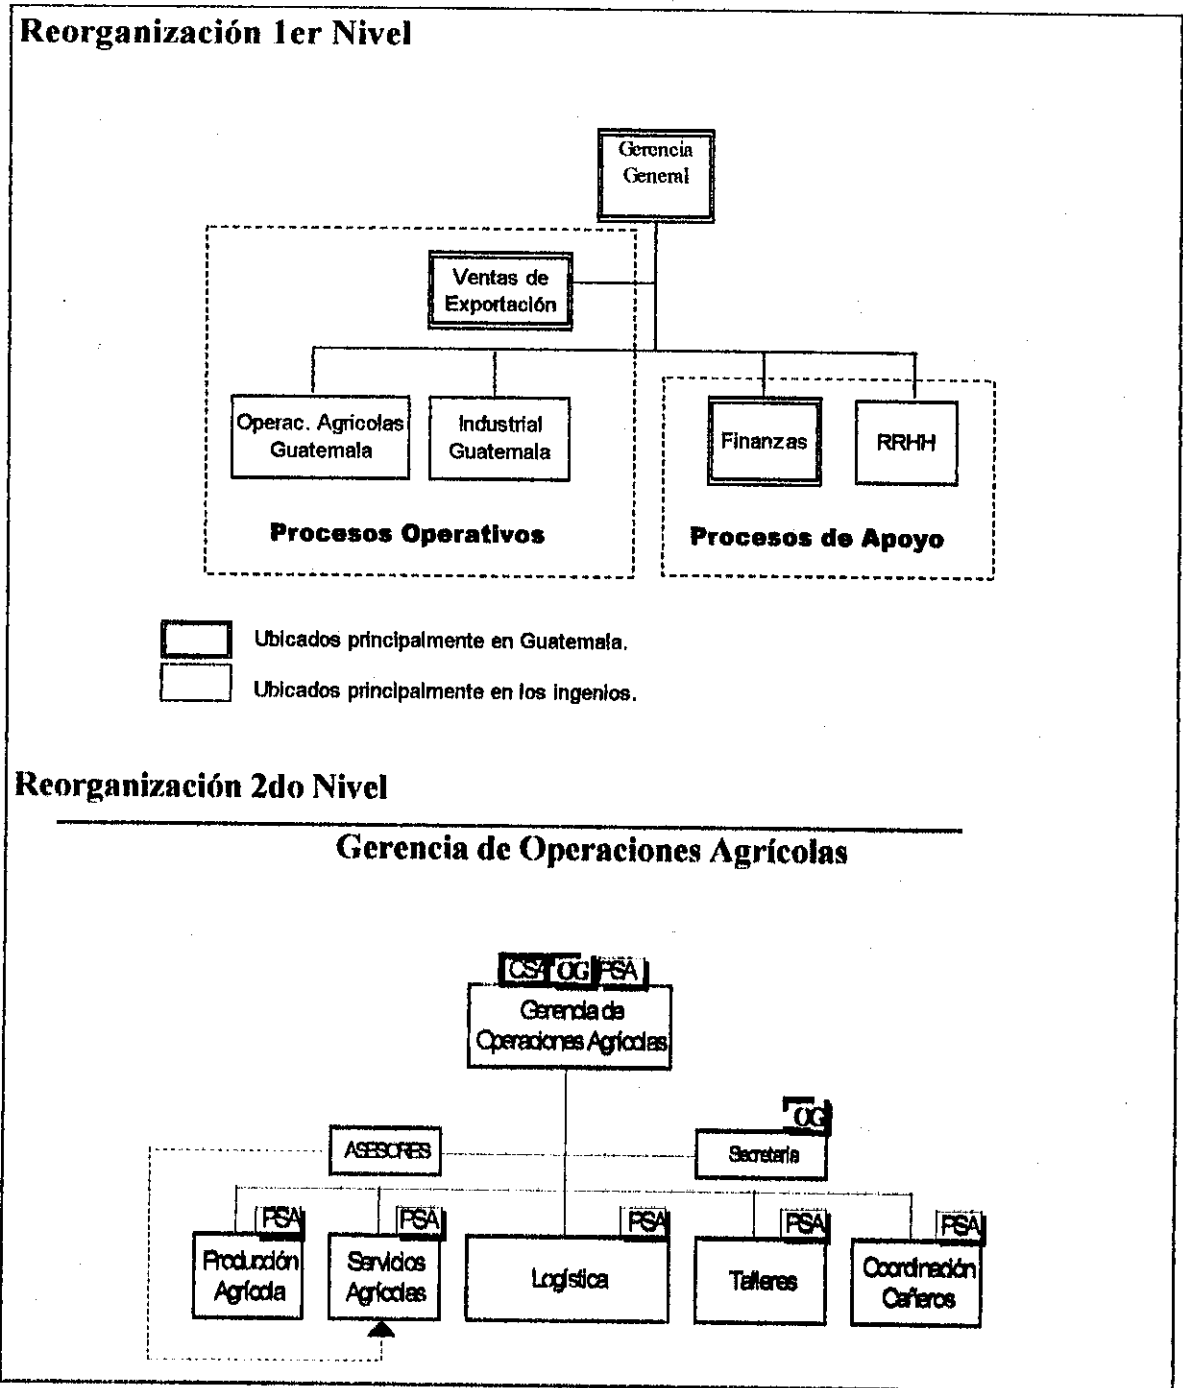 Reorganización 1er Nivel
Gerencia
General
Ventas de
Exportación
Operac. Agricolas
Guatemala
Industrial
Guatemala
Finanzas
RRHH
Procesos Operativos
Procesos de Apoyo
Ubicados principalmente en Guatemala.
Ubicados principalmente en los ingenios.
Reorganización 2do Nivel
Gerencia de Operaciones Agrícolas
CSA OG PSA
Gerencia de
Operaciones Agrícolas
OG
ASESORES
Secretaria
PSA
PSA
PSA
PSA
PSA
Producción
Agrícola
Servicios
Agrícolas
Logística
Talleres
Coordinación
Cañeros